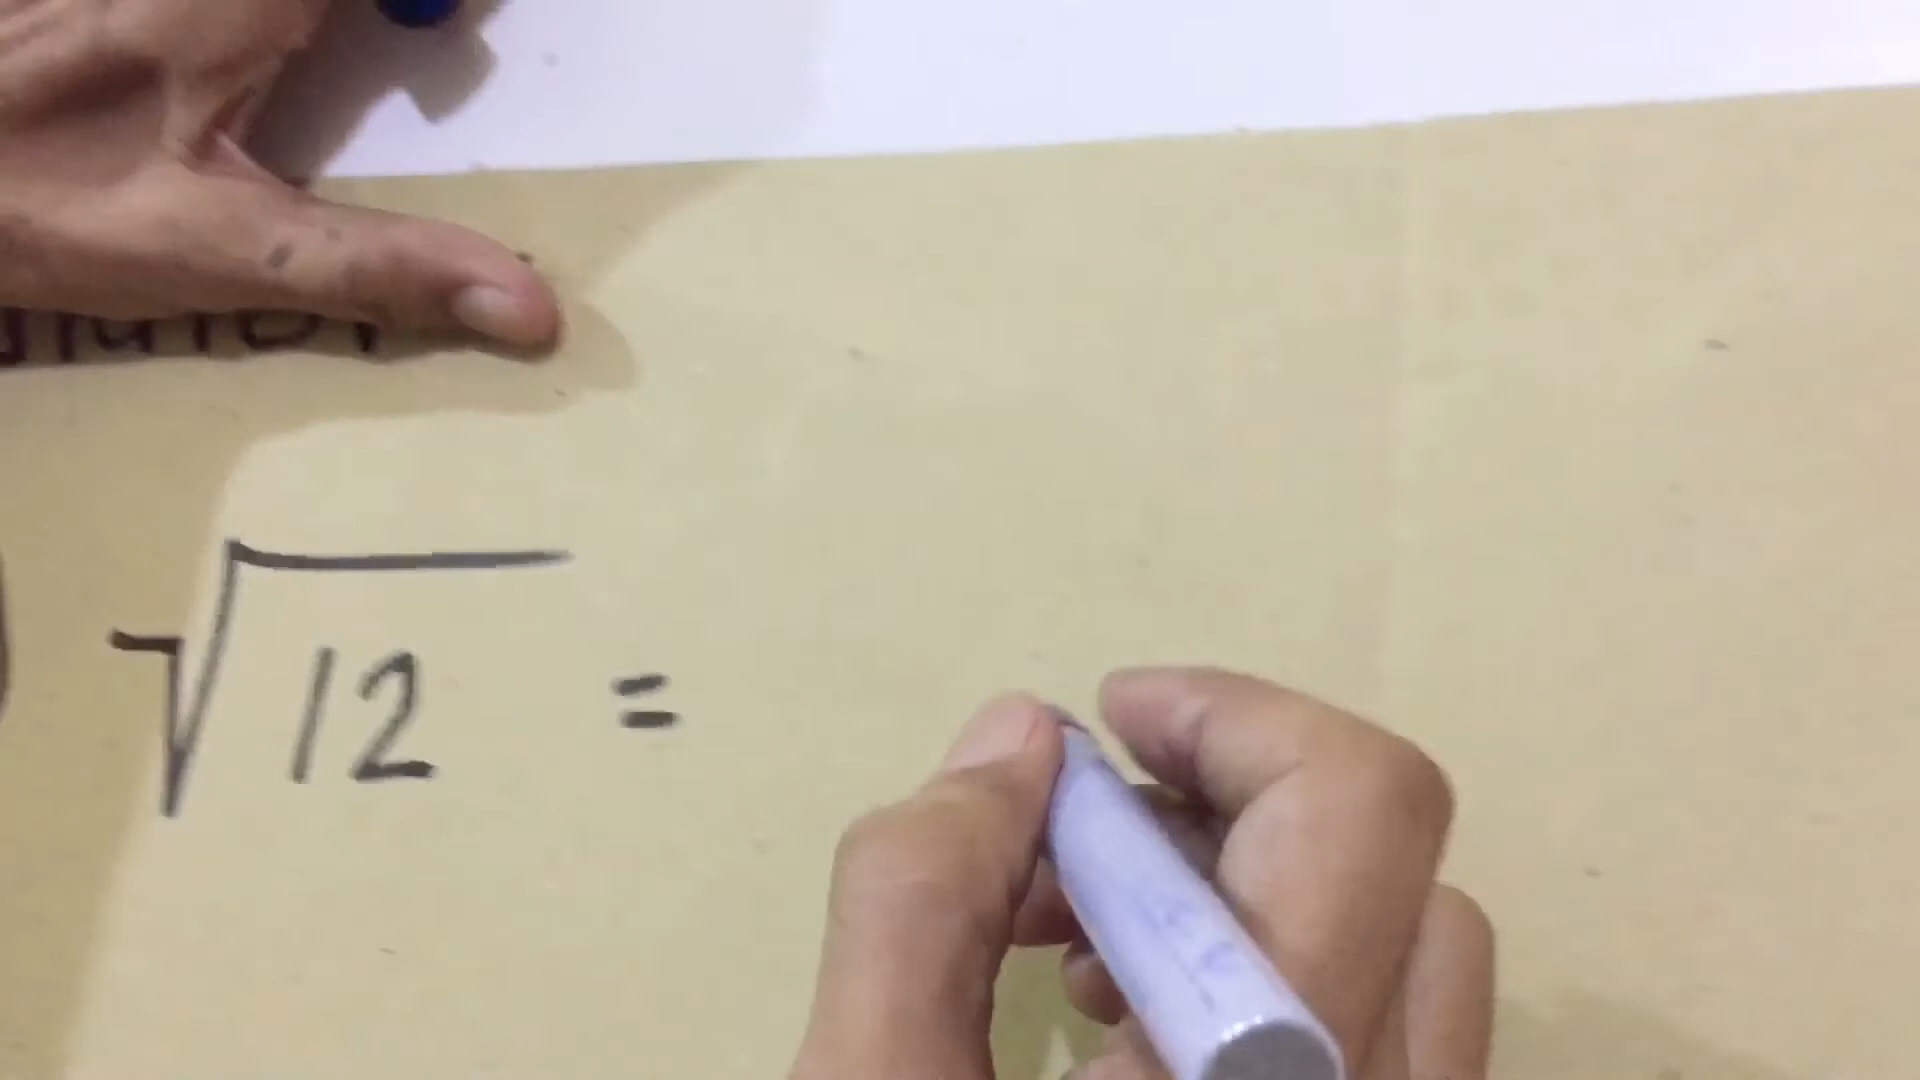 √12 =